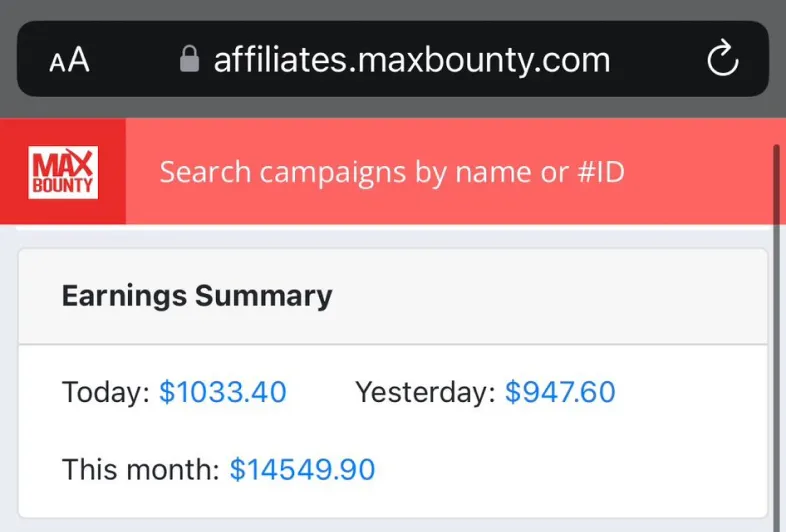 AA affiliates.maxbounty.com
MAX
BOUNTY
Search campaigns by name or #ID
Earnings Summary
Today: $1033.40 Yesterday: $947.60
This month: $14549.90